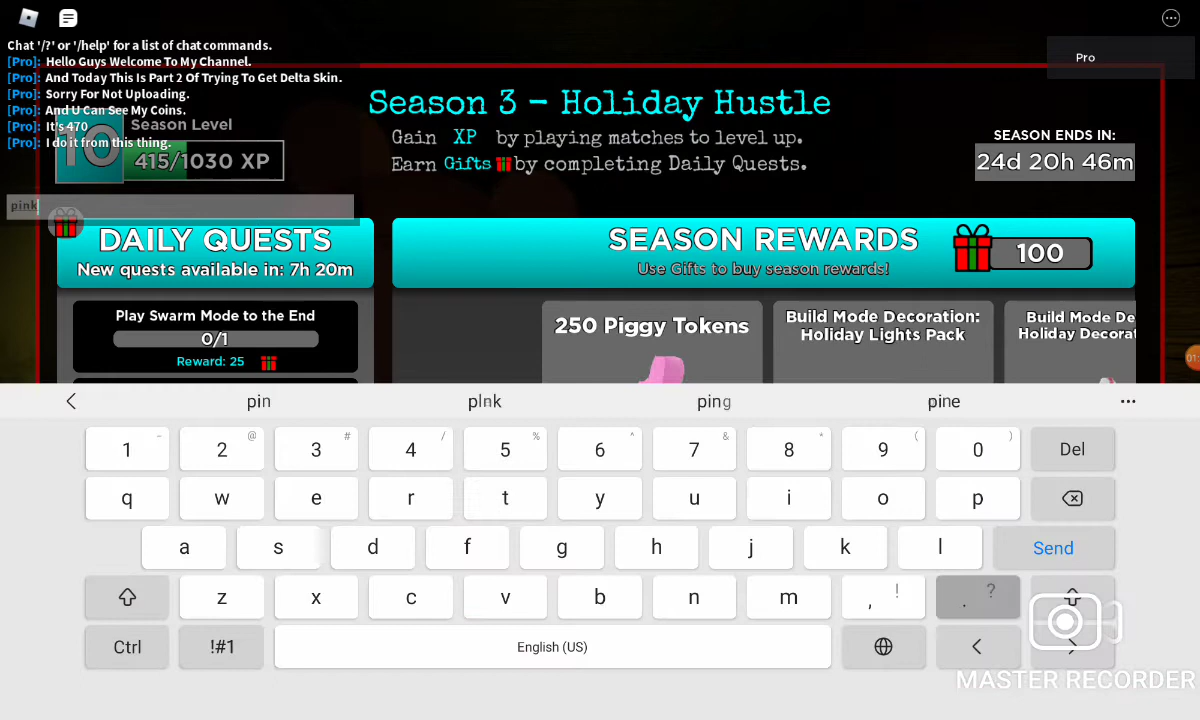 Chat '/?' or '/help' for a list of chat commands.
[Pro]: Hello Guys Welcome To My Channel.
[Pro]: And Today This Is Part 2 Of Trying To Get Delta Skin.
[Pro]: Sorry For Not Uploading.
[Pro]: And U Can See My Coins.
[Pro]: It's 470
[Pro]: I do it from this thing.
Pro
Season 3 - Holiday Hustle
Gain XP by playing matches to level up.
Earn Gifts by completing Daily Quests.
10
Season Level
415/1030 XP
SEASON ENDS IN:
24d 20h 46m
pink
DAILY QUESTS
New quests available in: 7h 20m
Play Swarm Mode to the End
0/1
Reward: 25
SEASON REWARDS
Use Gifts to buy season rewards!
100
250 Piggy Tokens
Build Mode Decoration:
Holiday Lights Pack
Build Mode De
Holiday Decorat
01:
pin pInk ping pine
1 - 2 @ 3 # 4 / 5 % 6 ^ 7 & 8 * 9 ( 0 ) Del
q w e r t y u i o p
a s d f g h j k l Send
z x c v b n m , ! . ?
Ctrl !#1 English (US) < >
MASTER RECORDER